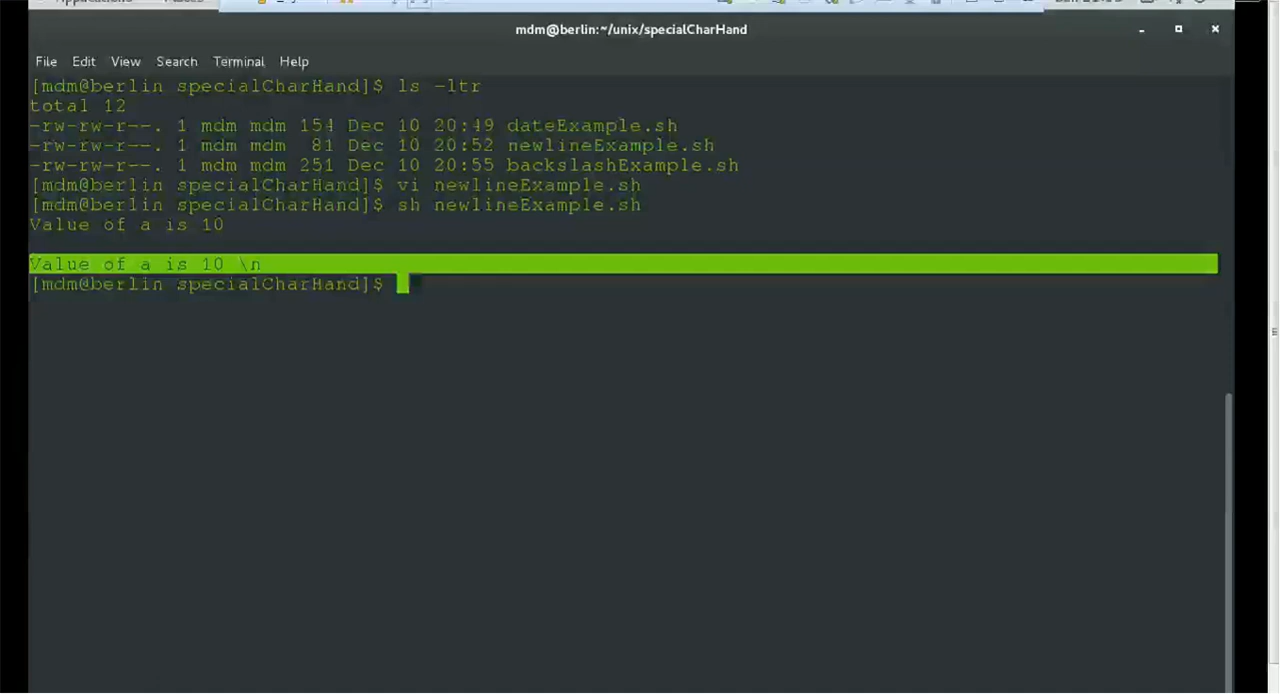 mdm@berlin:~/unix/specialCharHand
File Edit View Search Terminal Help
[mdm@berlin specialCharHand]$ ls -ltr
total 12
-rw-rw-r--. 1 mdm mdm 154 Dec 10 20:49 dateExample.sh
-rw-rw-r--. 1 mdm mdm  81 Dec 10 20:52 newlineExample.sh
-rw-rw-r--. 1 mdm mdm 251 Dec 10 20:55 backslashExample.sh
[mdm@berlin specialCharHand]$ vi newlineExample.sh
[mdm@berlin specialCharHand]$ sh newlineExample.sh
Value of a is 10
Value of a is 10 \n
[mdm@berlin specialCharHand]$